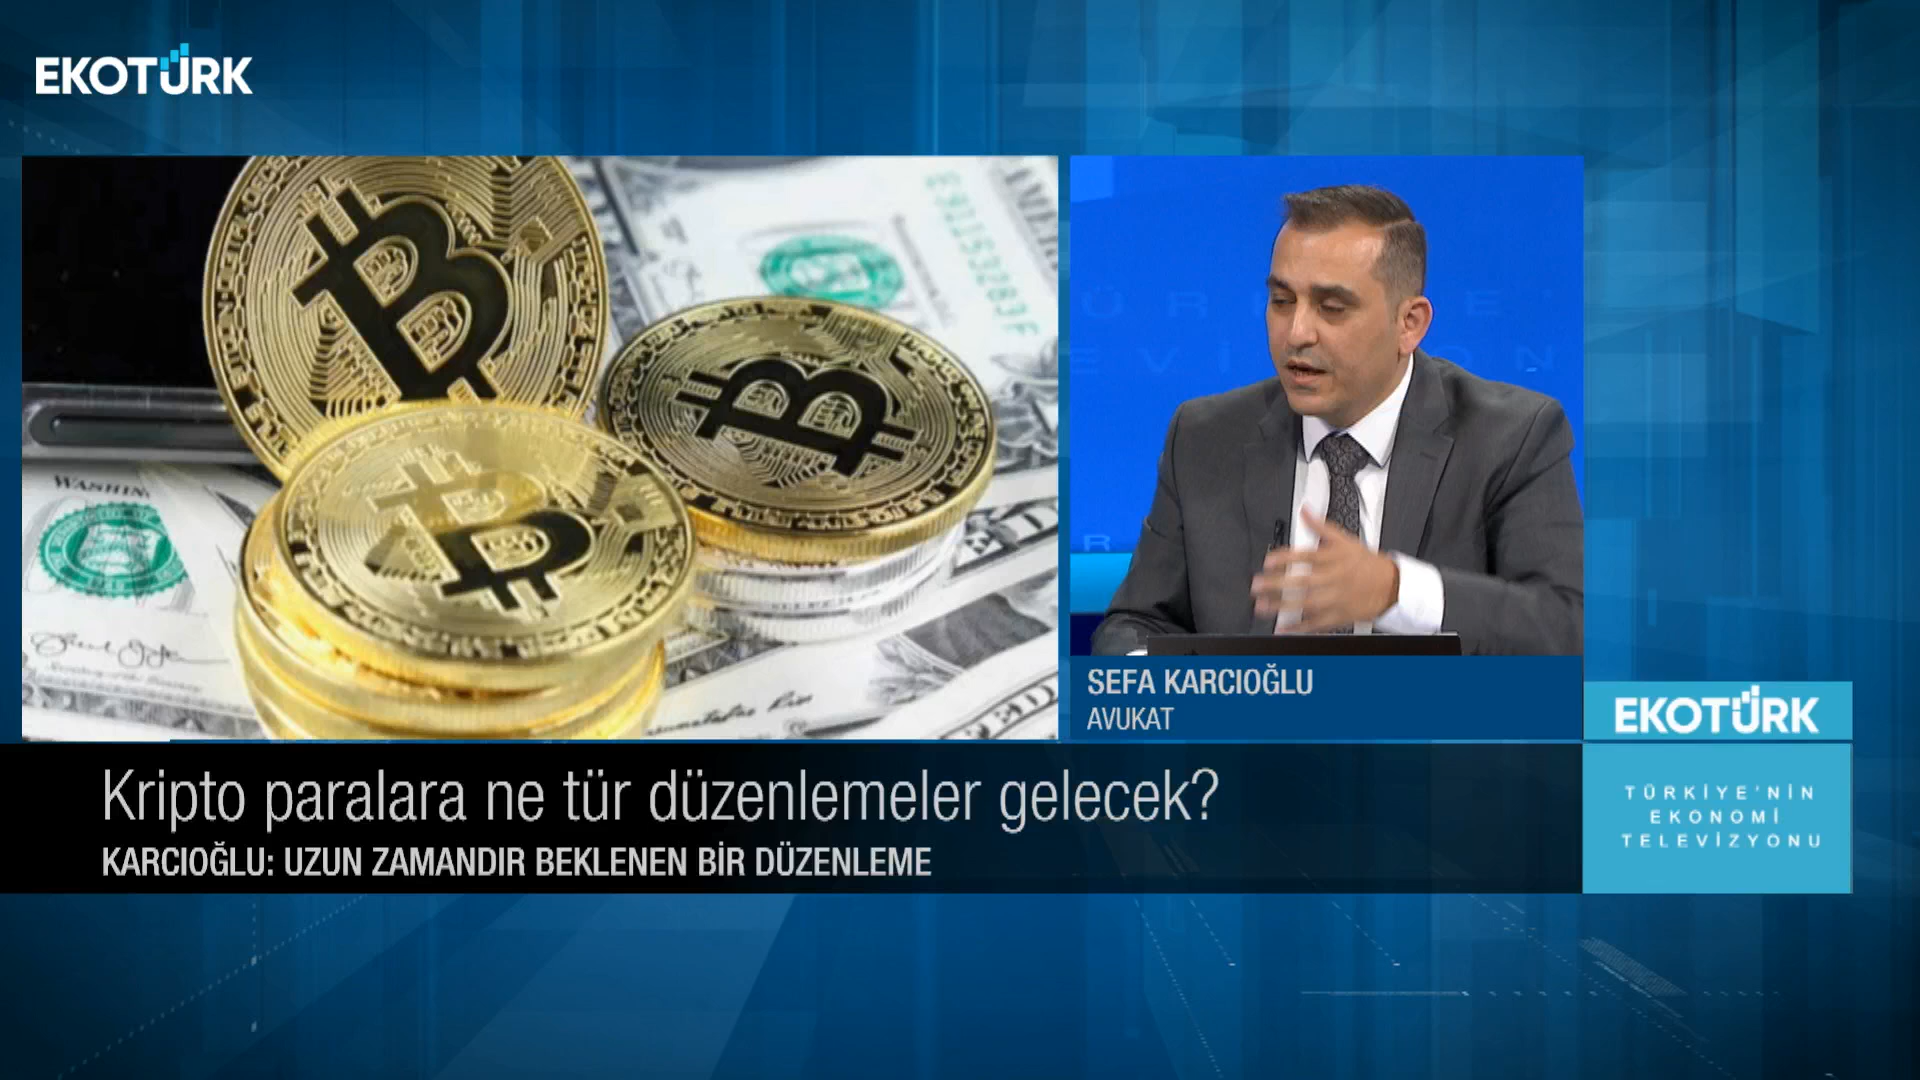 EKOTÜRK
WASHIN
SEFA KARCIOĞLU
AVUKAT
EKOTÜRK
Kripto paralara ne tür düzenlemeler gelecek?
KARCIOĞLU: UZUN ZAMANDIR BEKLENEN BİR DÜZENLEME
TÜRKİYE'NİN
EKONOMİ
TELEVİZYONU